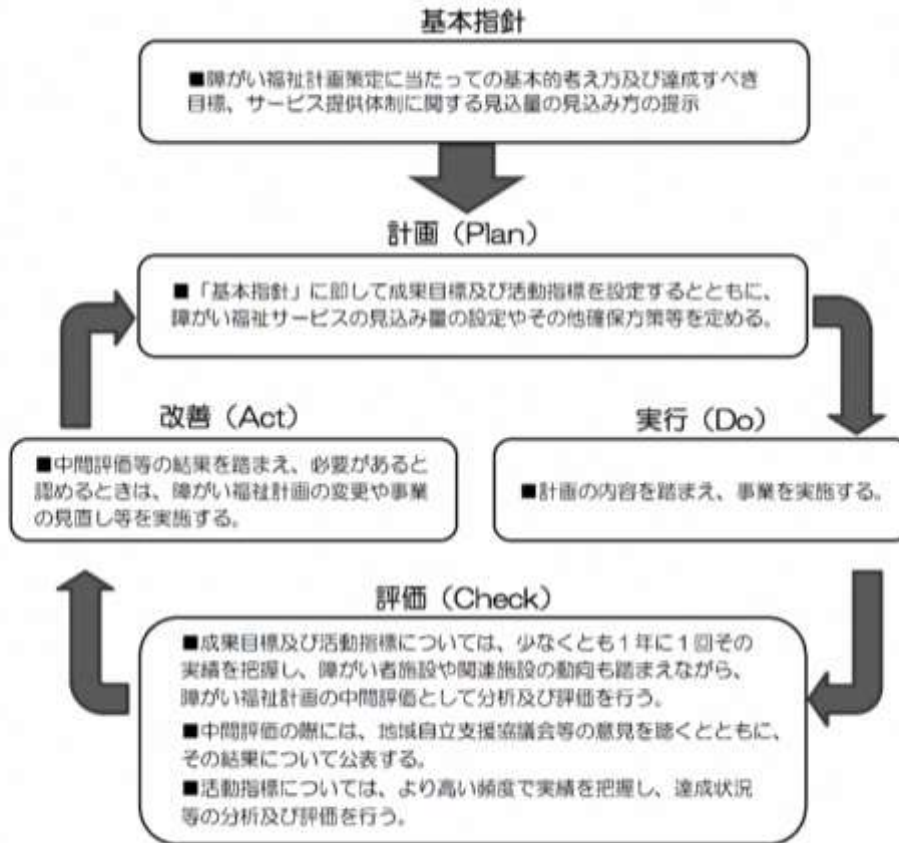 基本指針
■障がい福祉計画策定に当たっての基本的考え方及び達成すべき
目標、サービス提供体制に関する見込量の見込み方の提示
計画（Plan）
■「基本指針」に即して成果目標及び活動指標を設定するとともに、
障がい福祉サービスの見込み量の設定やその他確保方策等を定める。
改善（Act）
■中間評価等の結果を踏まえ、必要があると
認めるときは、障がい福祉計画の変更や事業
の見直し等を実施する。
実行（Do）
■計画の内容を踏まえ、事業を実施する。
評価（Check）
■成果目標及び活動指標については、少なくとも１年に１回その
実績を把握し、障がい者施設や関連施設の動向も踏まえながら、
障がい福祉計画の中間評価として分析及び評価を行う。
■中間評価の際には、地域自立支援協議会等の意見を聴くとともに、
その結果について公表する。
■活動指標については、より高い頻度で実績を把握し、達成状況
等の分析及び評価を行う。